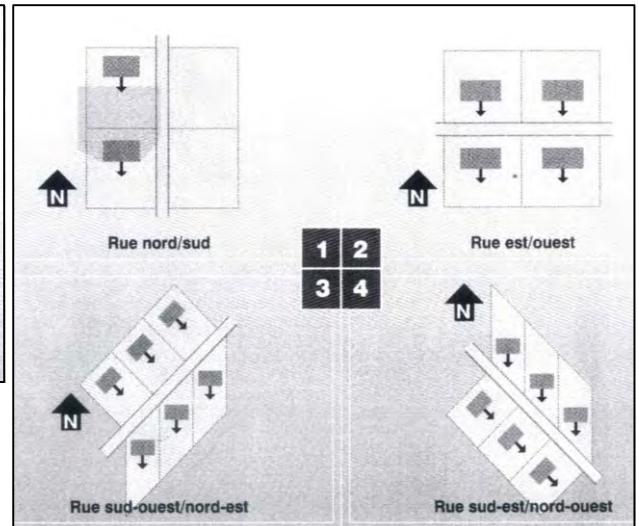 N
N
Rue nord/sud
Rue est/ouest
1 2
3 4
N
N
Rue sud-ouest/nord-est
Rue sud-est/nord-ouest